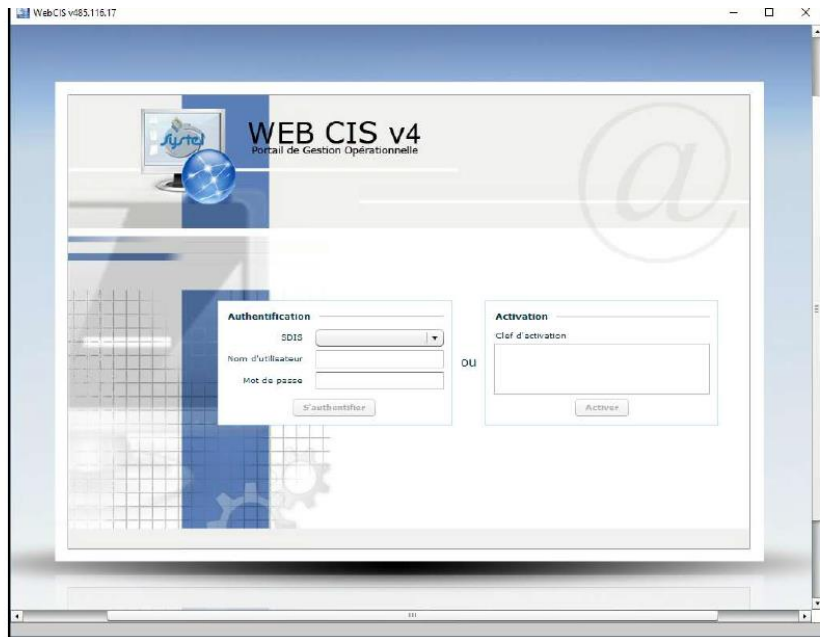 WebCIS v485.116.17
Systel
WEB CIS v4
Portail de Gestion Opérationnelle
@
Authentification
SDIS
Nom d'utilisateur
Mot de passe
S'authentifier
ou
Activation
Clef d'activation
Activer